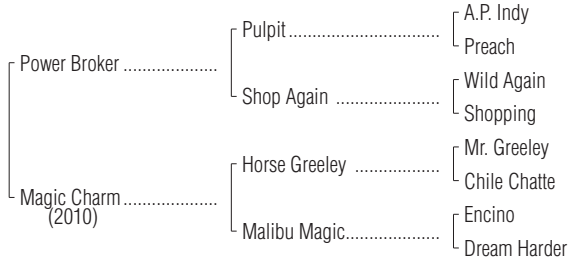 A.P. Indy
Pulpit
Preach
Power Broker
Wild Again
Shop Again
Shopping
Mr. Greeley
Horse Greeley
Chile Chatte
Magic Charm
(2010)
Encino
Malibu Magic
Dream Harder